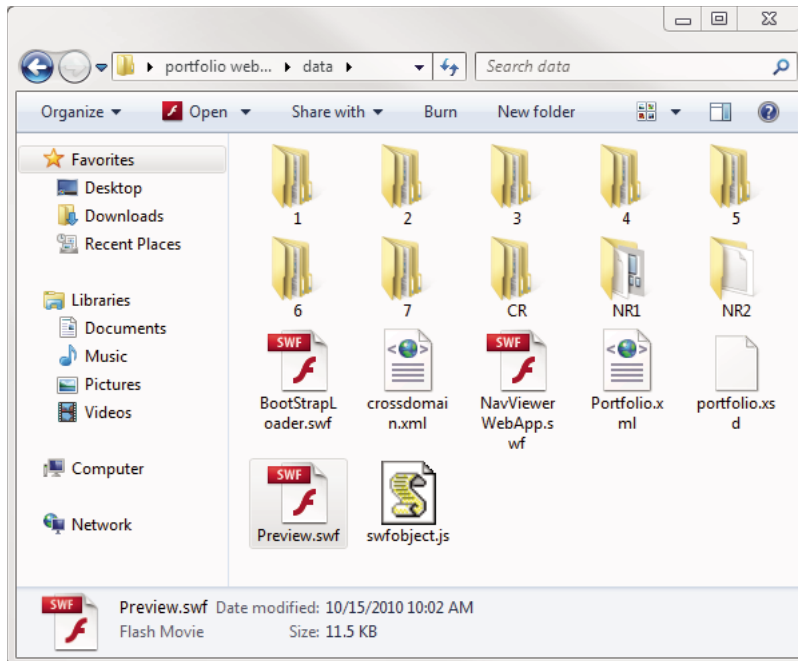 portfolio web... data Search data
Organize Open Share with Burn New folder
Favorites
Desktop
Downloads
Recent Places
Libraries
Documents
Music
Pictures
Videos
Computer
Network
1 2 3 4 5
6 7 CR NR1 NR2
SWF SWF
BootStrapL crossdomai NavViewer Portfolio.x portfolio.xs
oader.swf n.xml WebApp.s ml d
wf
SWF
Preview.swf swfobject.js
SWF Preview.swf Date modified: 10/15/2010 10:02 AM
Flash Movie Size: 11.5 KB